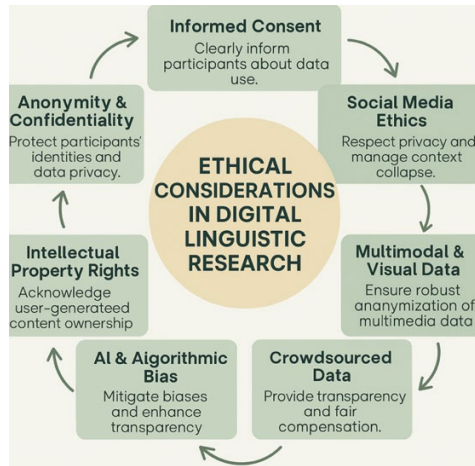 Informed Consent
Clearly inform
participants about data
use.
Social Media
Ethics
Respect privacy and
manage context
collapse.
Multimodal &
Visual Data
Ensure robust
ananymization of
multimedia data
Crowdsourced
Data
Provide transparency
and fair
compensation.
AI & Algorithmic
Bias
Mitigate biases
and enhance
transparency
Intellectual
Property Rights
Acknowledge
user-generateed
content ownership
Anonymity &
Confidentiality
Protect participants'
identities and
data privacy.
ETHICAL
CONSIDERATIONS
IN DIGITAL
LINGUISTIC
RESEARCH